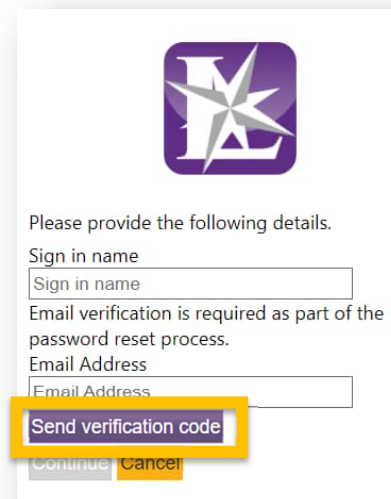 Please provide the following details.
Sign in name
Sign in name
Email verification is required as part of the
password reset process.
Email Address
Email Address
Send verification code
Continue Cancel